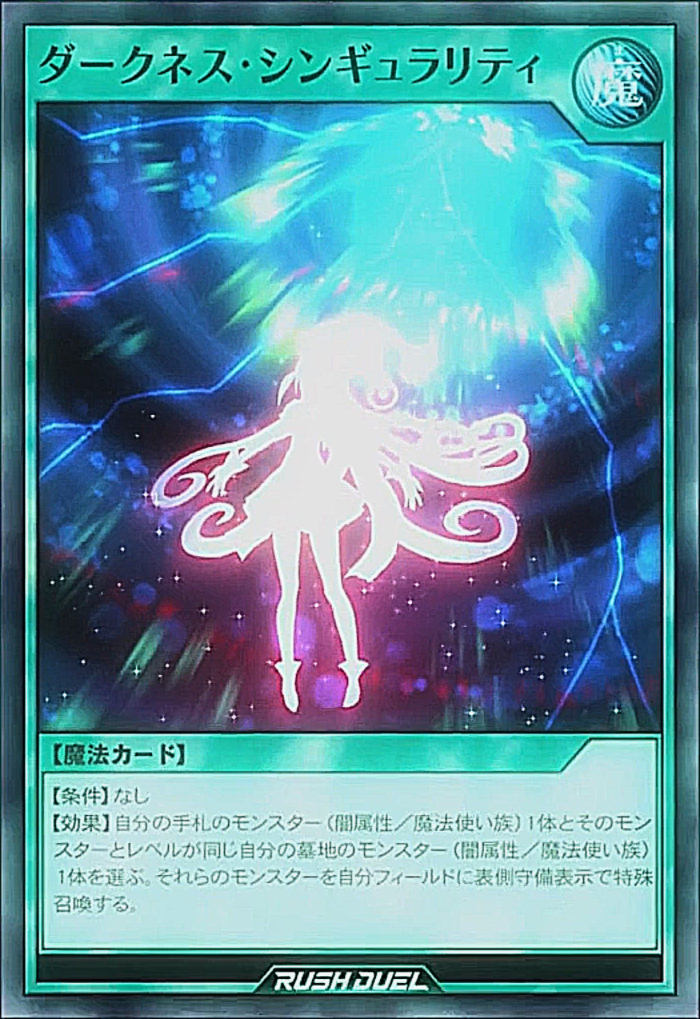 ダークネス・シンギュラリティ
魔
【魔法カード】
【条件】なし
【効果】自分の手札のモンスター（闇属性／魔法使い族）1体とそのモン
スターとレベルが同じ自分の墓地のモンスター（闇属性／魔法使い族）
1体を選ぶ。それらのモンスターを自分フィールドに表側守備表示で特殊
召喚する。
RUSH DUEL